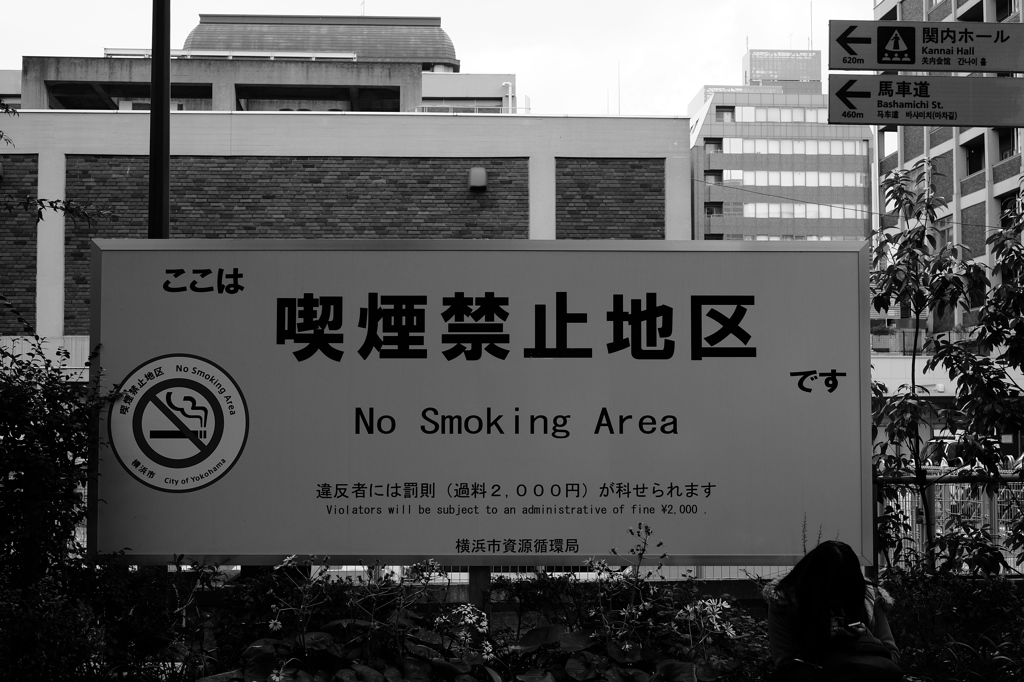 関内ホール
Kannai Hall
620m
关内会馆 간나이 홀
馬車道
Bashamichi St.
460m
马车道 바샤미치(마차길)
ここは
喫煙禁止地区
です
No Smoking Area
喫煙禁止地区 No Smoking Area
横浜市 City of Yokohama
違反者には罰則（過料２，０００円）が科せられます
Violators will be subject to an administrative of fine ¥2,000 .
横浜市資源循環局